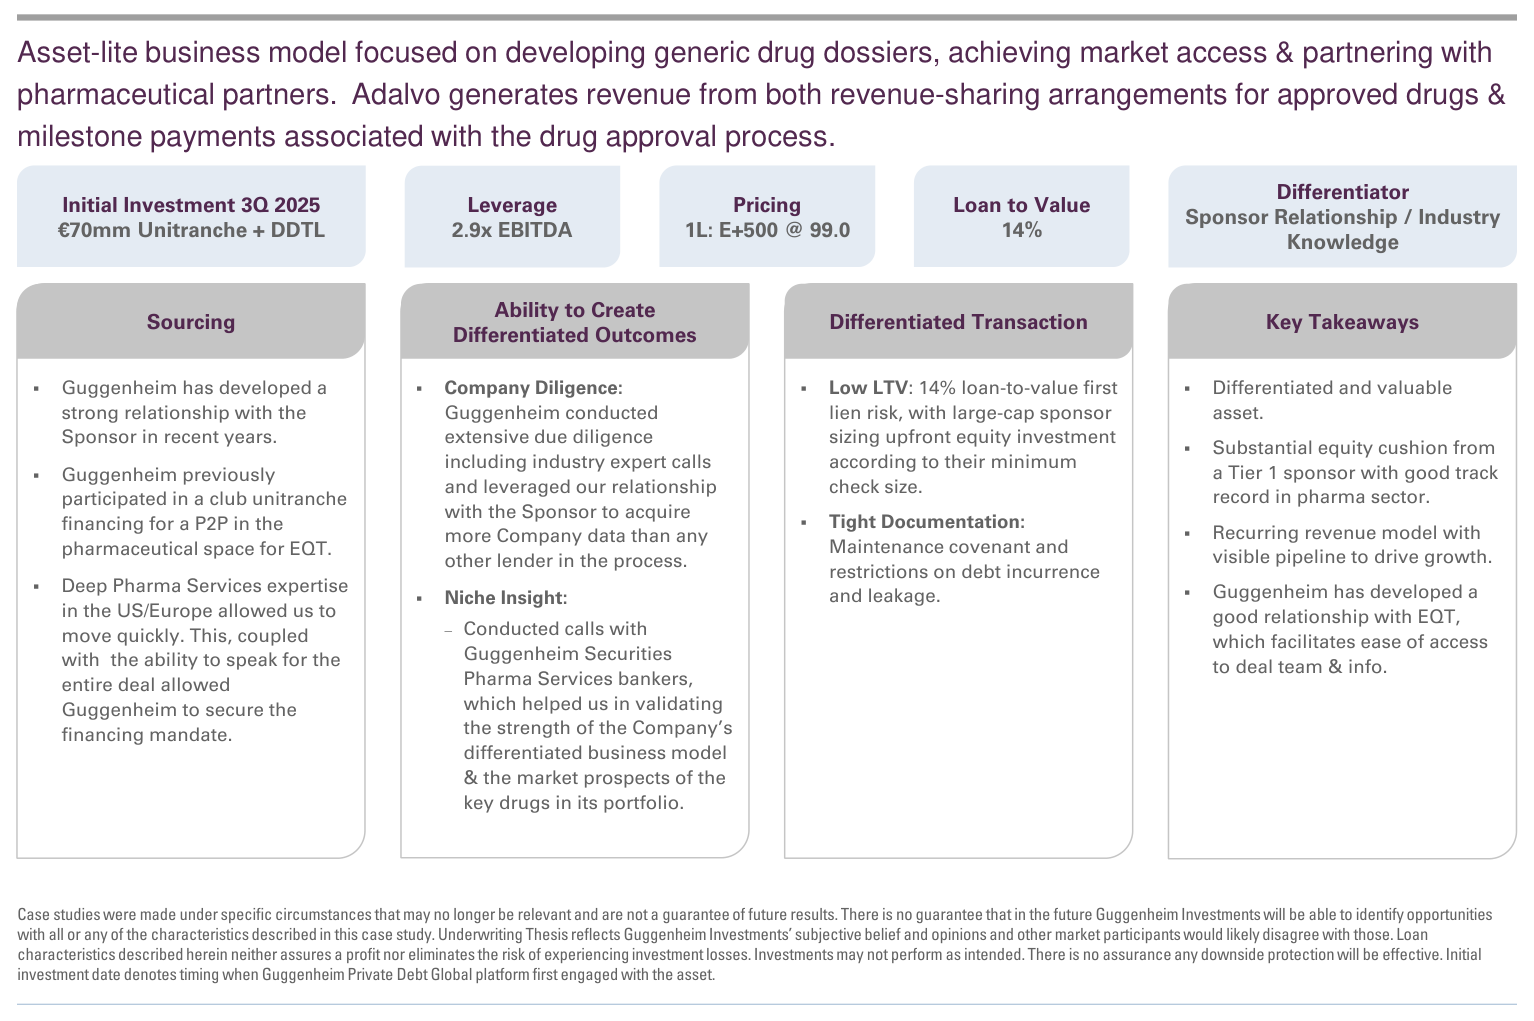 Asset-lite business model focused on developing generic drug dossiers, achieving market access & partnering with
pharmaceutical partners.  Adalvo generates revenue from both revenue-sharing arrangements for approved drugs &
milestone payments associated with the drug approval process.
Initial Investment 3Q 2025
€70mm Unitranche + DDTL
Leverage
2.9x EBITDA
Pricing
1L: E+500 @ 99.0
Loan to Value
14%
Differentiator
Sponsor Relationship / Industry
Knowledge
Sourcing
▪ Guggenheim has developed a
strong relationship with the
Sponsor in recent years.
▪ Guggenheim previously
participated in a club unitranche
financing for a P2P in the
pharmaceutical space for EQT.
▪ Deep Pharma Services expertise
in the US/Europe allowed us to
move quickly. This, coupled
with  the ability to speak for the
entire deal allowed
Guggenheim to secure the
financing mandate.
Ability to Create
Differentiated Outcomes
▪ Company Diligence:
Guggenheim conducted
extensive due diligence
including industry expert calls
and leveraged our relationship
with the Sponsor to acquire
more Company data than any
other lender in the process.
▪ Niche Insight:
– Conducted calls with
Guggenheim Securities
Pharma Services bankers,
which helped us in validating
the strength of the Company’s
differentiated business model
& the market prospects of the
key drugs in its portfolio.
Differentiated Transaction
▪ Low LTV: 14% loan-to-value first
lien risk, with large-cap sponsor
sizing upfront equity investment
according to their minimum
check size.
▪ Tight Documentation:
Maintenance covenant and
restrictions on debt incurrence
and leakage.
Key Takeaways
▪ Differentiated and valuable
asset.
▪ Substantial equity cushion from
a Tier 1 sponsor with good track
record in pharma sector.
▪ Recurring revenue model with
visible pipeline to drive growth.
▪ Guggenheim has developed a
good relationship with EQT,
which facilitates ease of access
to deal team & info.
Case studies were made under specific circumstances that may no longer be relevant and are not a guarantee of future results. There is no guarantee that in the future Guggenheim Investments will be able to identify opportunities
with all or any of the characteristics described in this case study. Underwriting Thesis reflects Guggenheim Investments’ subjective belief and opinions and other market participants would likely disagree with those. Loan
characteristics described herein neither assures a profit nor eliminates the risk of experiencing investment losses. Investments may not perform as intended. There is no assurance any downside protection will be effective. Initial
investment date denotes timing when Guggenheim Private Debt Global platform first engaged with the asset.